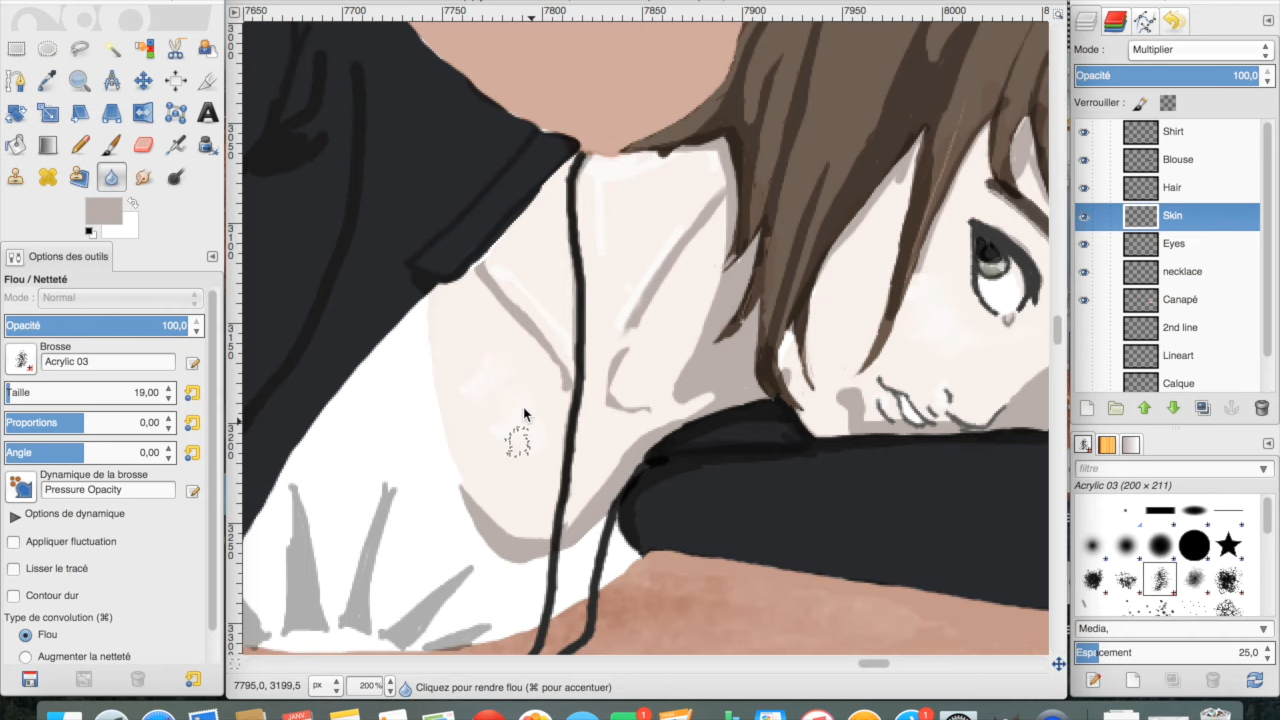 7650 7700 7750 7800 7850 7900 7950 8000
Mode : Multiplier
Opacité 100,0
Verrouiller :
Shirt
Blouse
Hair
Skin
Eyes
necklace
Canapé
2nd line
Lineart
Calque
Options des outils
Flou / Netteté
Mode : Normal
Opacité 100,0
Brosse
Acrylic 03
Taille 19,00
Proportions 0,00
Angle 0,00
Dynamique de la brosse
Pressure Opacity
Options de dynamique
Appliquer fluctuation
Lisser le tracé
Contour dur
Type de convolution (⌘)
Flou
Augmenter la netteté
filtre
Acrylic 03 (200 × 211)
Media,
Espacement 25,0
7795,0, 3199,5 px 200% Cliquez pour rendre flou (⌘ pour accentuer)
JANV
1
1